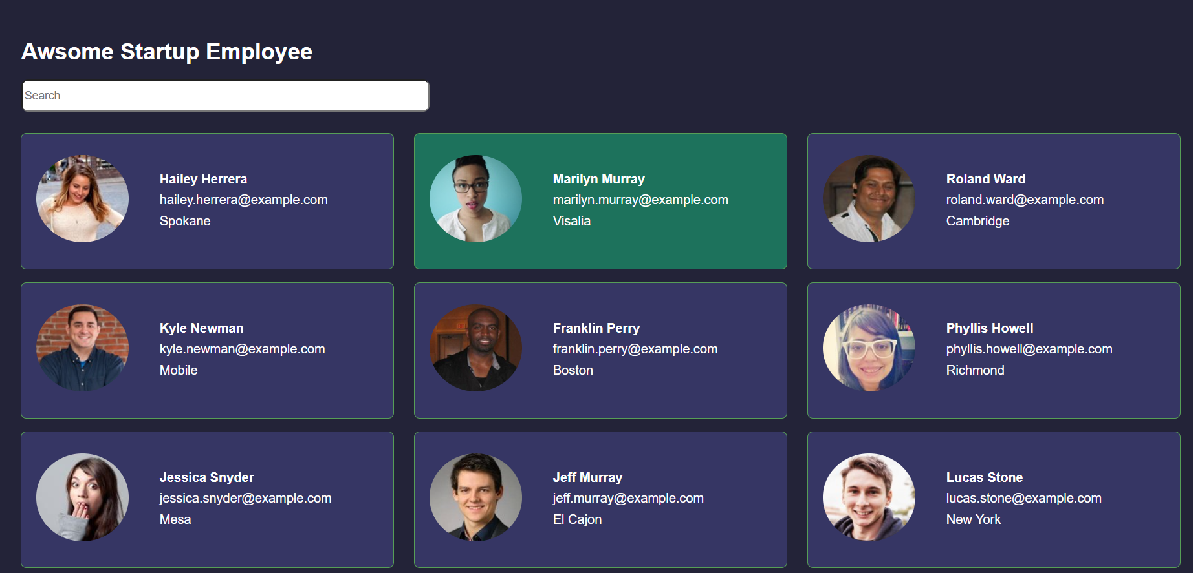 Awsome Startup Employee
Search
Hailey Herrera
hailey.herrera@example.com
Spokane
Marilyn Murray
marilyn.murray@example.com
Visalia
Roland Ward
roland.ward@example.com
Cambridge
Kyle Newman
kyle.newman@example.com
Mobile
Franklin Perry
franklin.perry@example.com
Boston
Phyllis Howell
phyllis.howell@example.com
Richmond
Jessica Snyder
jessica.snyder@example.com
Mesa
Jeff Murray
jeff.murray@example.com
El Cajon
Lucas Stone
lucas.stone@example.com
New York